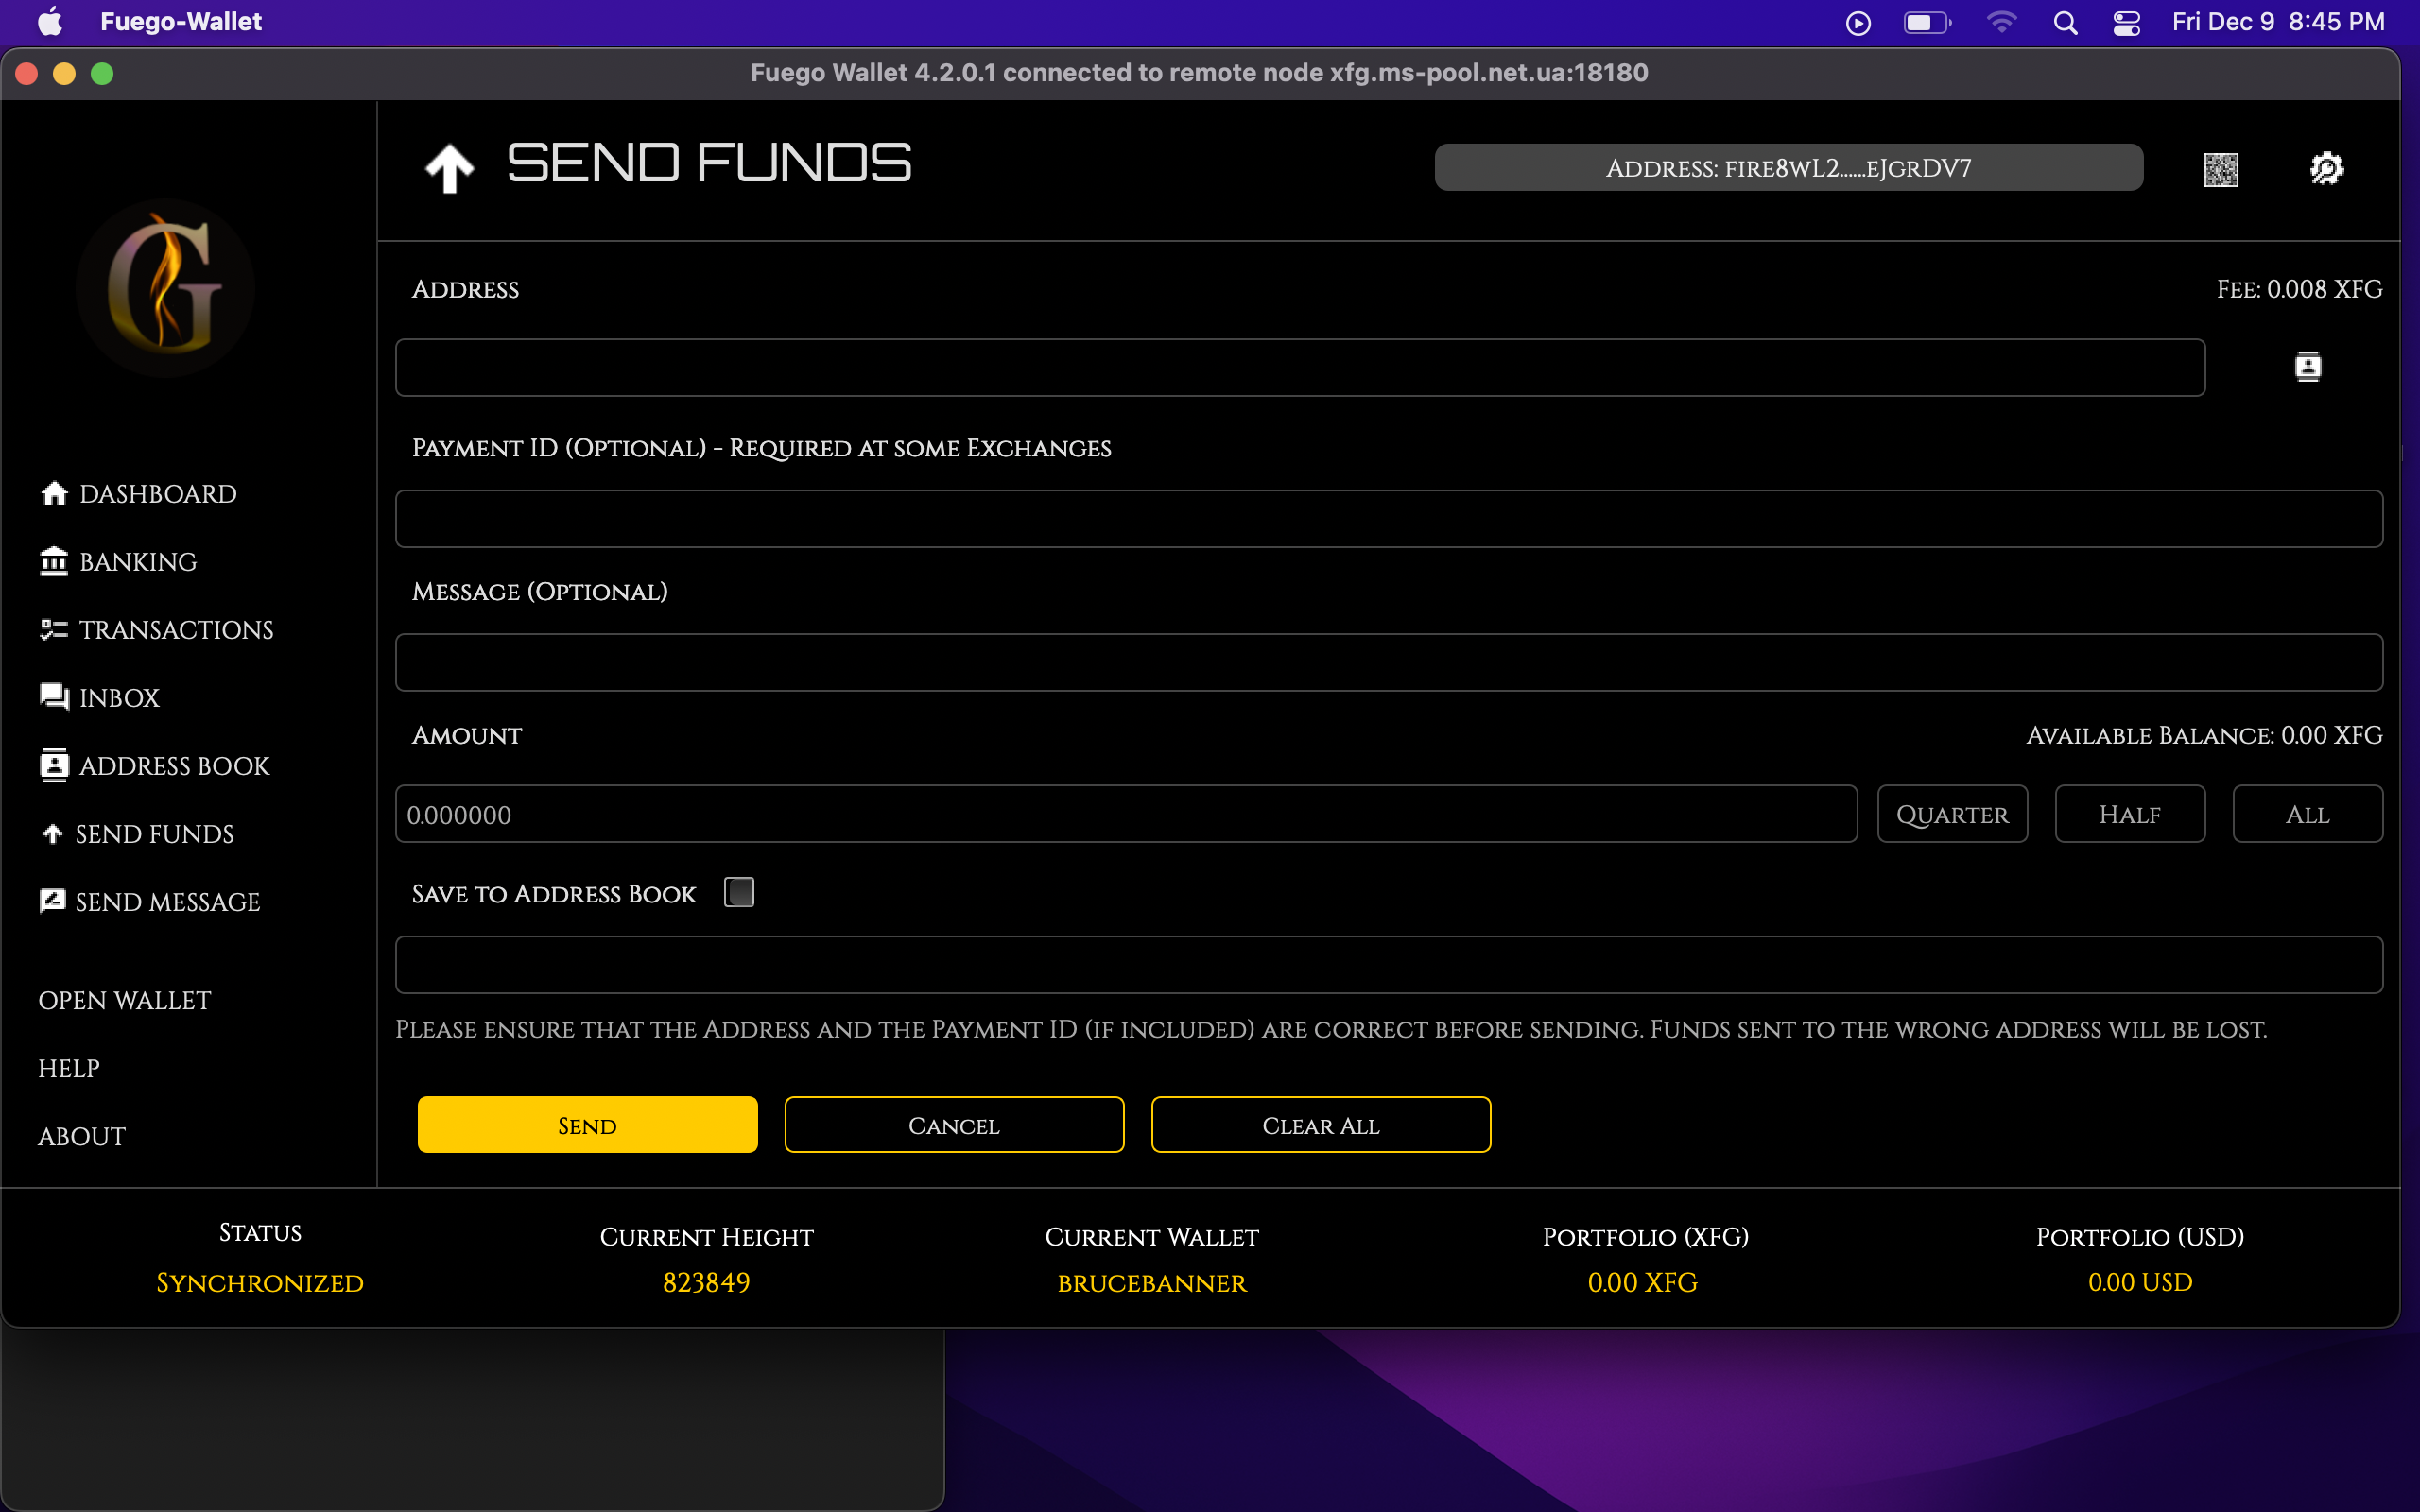 Fuego-Wallet
Fri Dec 9 8:45 PM
Fuego Wallet 4.2.0.1 connected to remote node xfg.ms-pool.net.ua:18180
SEND FUNDS
Address: fire8wL2......eJgrDV7
G
DASHBOARD
BANKING
TRANSACTIONS
INBOX
ADDRESS BOOK
SEND FUNDS
SEND MESSAGE
OPEN WALLET
HELP
ABOUT
Address
Fee: 0.008 XFG
Payment ID (Optional) - Required at some Exchanges
Message (Optional)
Amount
Available Balance: 0.00 XFG
0.000000
Quarter
Half
All
Save to Address Book
Please ensure that the Address and the Payment ID (if included) are correct before sending. Funds sent to the wrong address will be lost.
Send
Cancel
Clear All
Status
Synchronized
Current Height
823849
Current Wallet
brucebanner
Portfolio (XFG)
0.00 XFG
Portfolio (USD)
0.00 USD